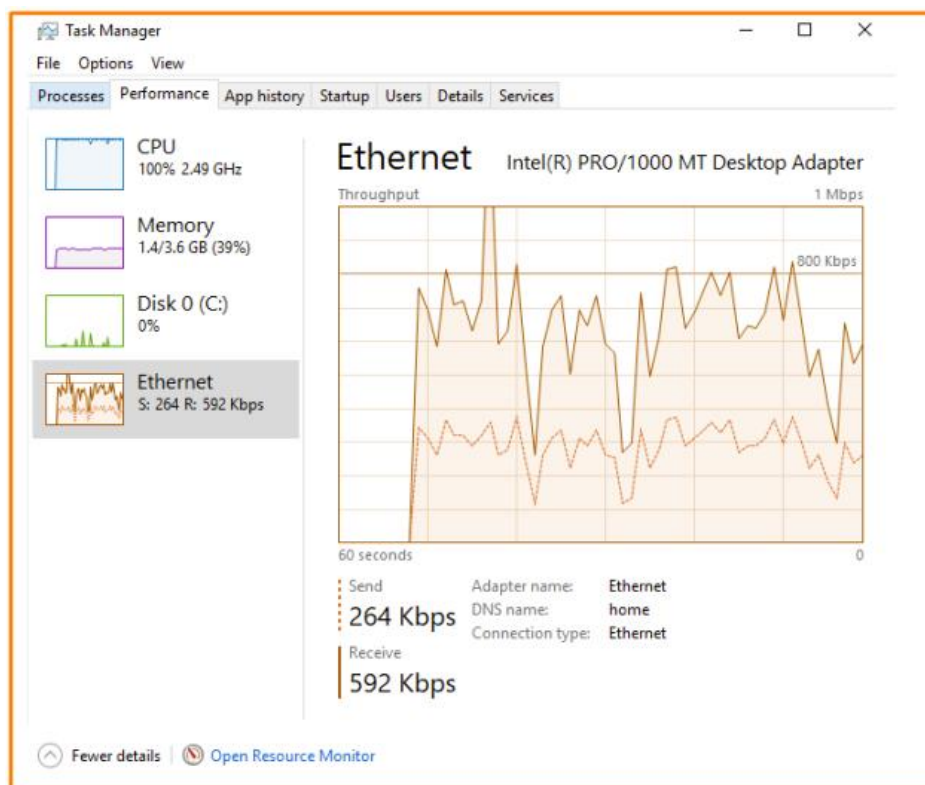 Task Manager
File Options View
Processes Performance App history Startup Users Details Services
CPU
100% 2.49 GHz
Memory
1.4/3.6 GB (39%)
Disk 0 (C:)
0%
Ethernet
S: 264 R: 592 Kbps
Ethernet Intel(R) PRO/1000 MT Desktop Adapter
Throughput 1 Mbps
800 Kbps
60 seconds 0
Send
264 Kbps
Receive
592 Kbps
Adapter name: Ethernet
DNS name: home
Connection type: Ethernet
Fewer details Open Resource Monitor